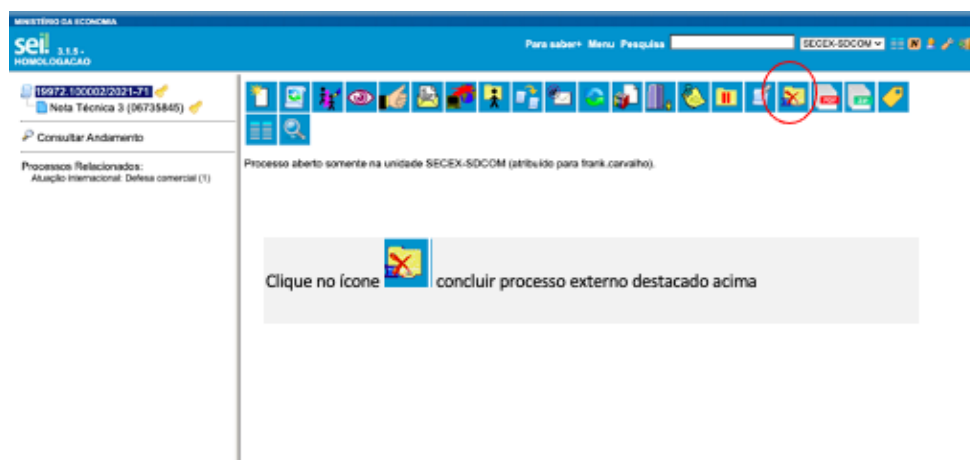 MINISTÉRIO DA ECONOMIA
sei! 3.1.5 -
HOMOLOGACAO
Para saber+ Menu Pesquisa
SECEX-SDCOM
19972.100002/2021-71
Nota Técnica 3 (06735845)
Consultar Andamento
Processos Relacionados:
Atuação Internacional: Defesa comercial (1)
Processo aberto somente na unidade SECEX-SDCOM (atribuído para frank.carvalho).
Clique no ícone concluir processo externo destacado acima